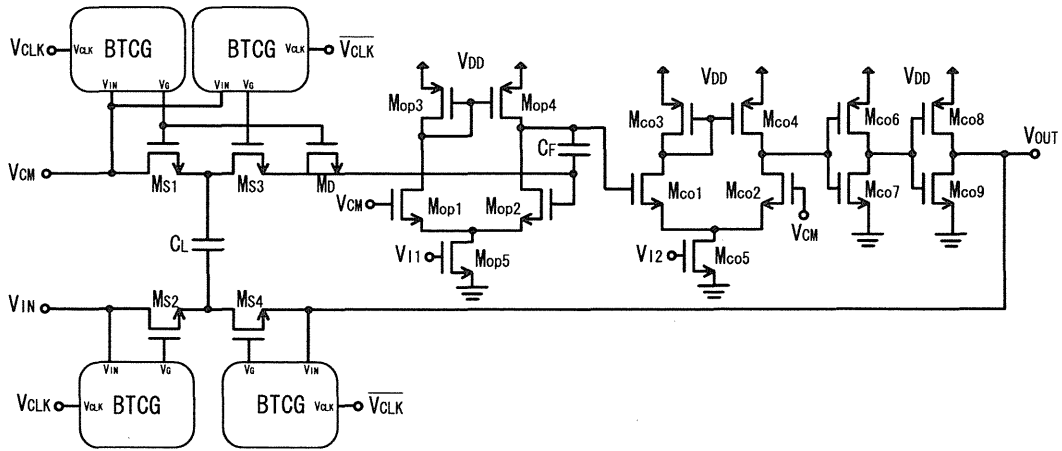 VCLK VCLK BTCG VIN VG
BTCG VCLK V̅C̅L̅K̅ VIN VG
VCM MS1 MS3 MD
CL
VIN MS2 MS4
VIN VG VCLK VCLK BTCG
VG VIN BTCG VCLK V̅C̅L̅K̅
VDD
Mop3 Mop4
CF
VCM Mop1 Mop2
VI1 Mop5
VDD
Mco3 Mco4
Mco1 Mco2
VCM
VI2 Mco5
VDD
Mco6 Mco8
VOUT
Mco7 Mco9